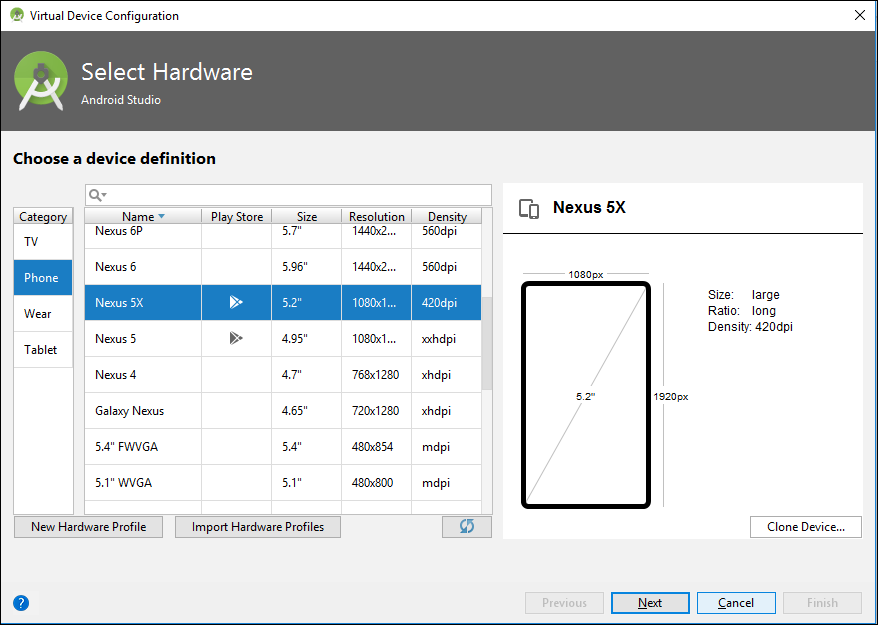 Virtual Device Configuration
Select Hardware
Android Studio
Choose a device definition
Category Name Play Store Size Resolution Density
TV
Phone
Wear
Tablet
Nexus 6P 5.7" 1440x2... 560dpi
Nexus 6 5.96" 1440x2... 560dpi
Nexus 5X 5.2" 1080x1... 420dpi
Nexus 5 4.95" 1080x1... xxhdpi
Nexus 4 4.7" 768x1280 xhdpi
Galaxy Nexus 4.65" 720x1280 xhdpi
5.4" FWVGA 5.4" 480x854 mdpi
5.1" WVGA 5.1" 480x800 mdpi
New Hardware Profile Import Hardware Profiles
Nexus 5X
1080px
5.2"
1920px
Size: large
Ratio: long
Density: 420dpi
Clone Device...
? Previous Next Cancel Finish